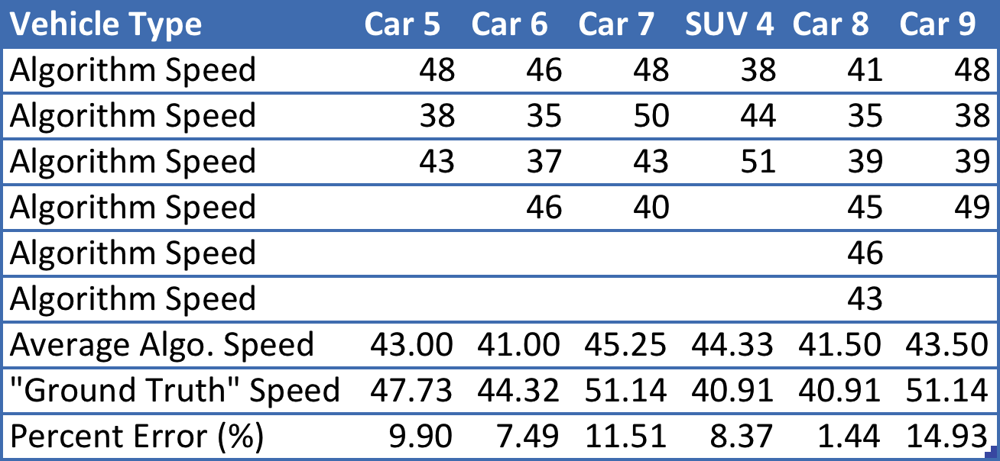 Vehicle Type Car 5 Car 6 Car 7 SUV 4 Car 8 Car 9
Algorithm Speed 48 46 48 38 41 48
Algorithm Speed 38 35 50 44 35 38
Algorithm Speed 43 37 43 51 39 39
Algorithm Speed 46 40 45 49
Algorithm Speed 46
Algorithm Speed 43
Average Algo. Speed 43.00 41.00 45.25 44.33 41.50 43.50
"Ground Truth" Speed 47.73 44.32 51.14 40.91 40.91 51.14
Percent Error (%) 9.90 7.49 11.51 8.37 1.44 14.93